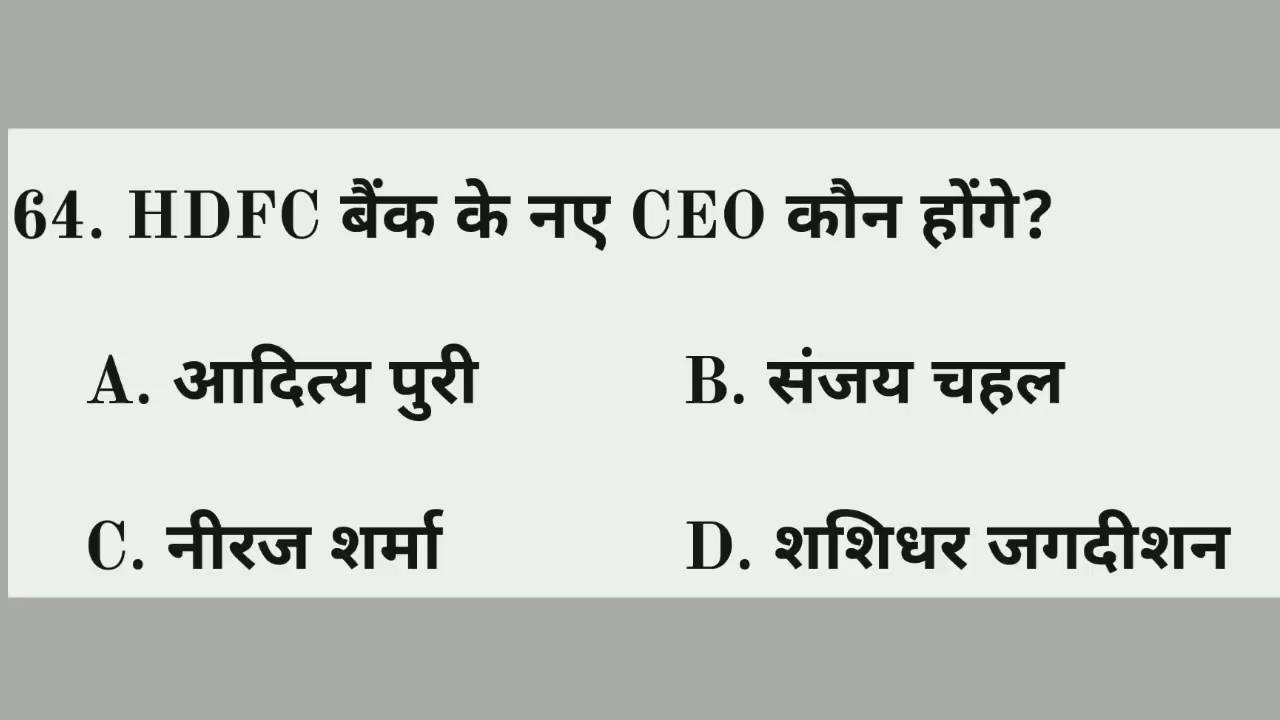 64. HDFC बैंक के नए CEO कौन होंगे?
A. आदित्य पुरी B. संजय चहल
C. नीरज शर्मा D. शशिधर जगदीशन